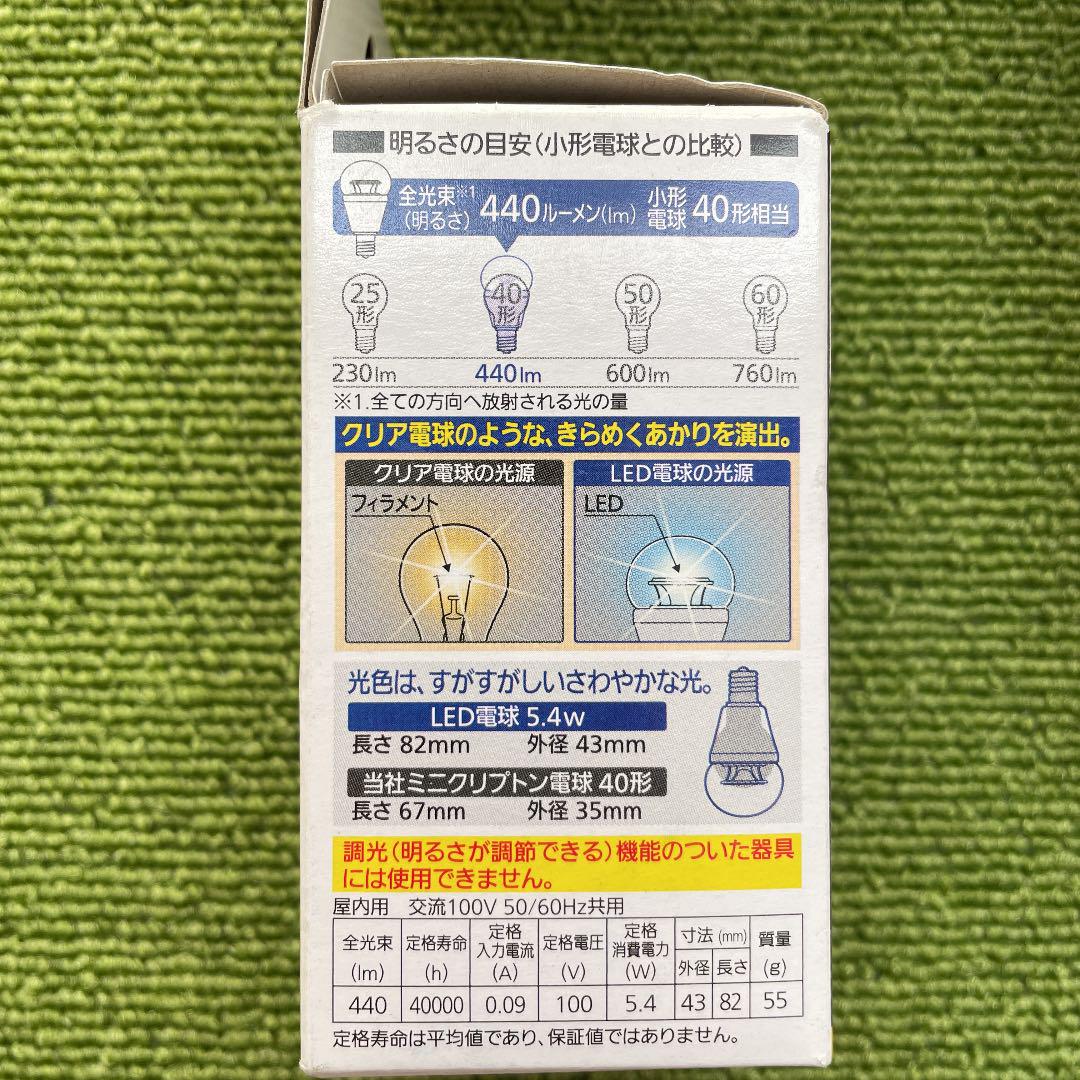 明るさの目安(小形電球との比較)
全光束※1(明るさ) 440ルーメン(lm) 小形電球 40形相当
25形 40形 50形 60形
230lm 440lm 600lm 760lm
※1.全ての方向へ放射される光の量
クリア電球のような、きらめくあかりを演出。
クリア電球の光源 LED電球の光源
フィラメント LED
光色は、すがすがしいさわやかな光。
LED電球 5.4W
長さ 82mm 外径 43mm
当社ミニクリプトン電球 40形
長さ 67mm 外径 35mm
調光(明るさが調節できる)機能のついた器具
には使用できません。
屋内用 交流100V 50/60Hz共用
全光束(lm) 定格寿命(h) 定格入力電流(A) 定格電圧(V) 定格消費電力(W) 寸法(mm) 外径 長さ 質量(g)
440 40000 0.09 100 5.4 43 82 55
定格寿命は平均値であり、保証値ではありません。